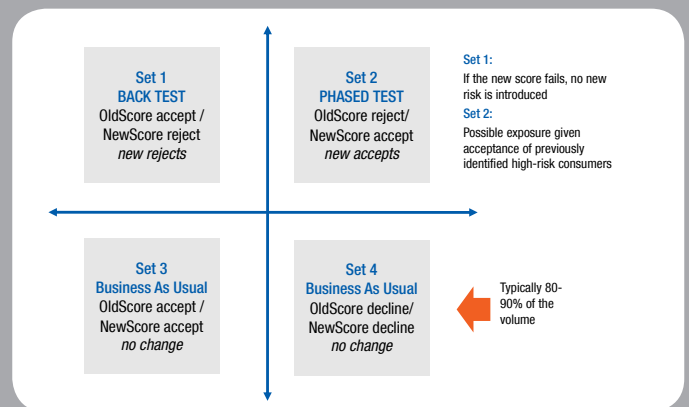 Set 1
BACK TEST
OldScore accept /
NewScore reject
new rejects
Set 2
PHASED TEST
OldScore reject/
NewScore accept
new accepts
Set 1:
If the new score fails, no new
risk is introduced
Set 2:
Possible exposure given
acceptance of previously
identified high-risk consumers
Set 3
Business As Usual
OldScore accept /
NewScore accept
no change
Set 4
Business As Usual
OldScore decline/
NewScore decline
no change
Typically 80-
90% of the
volume